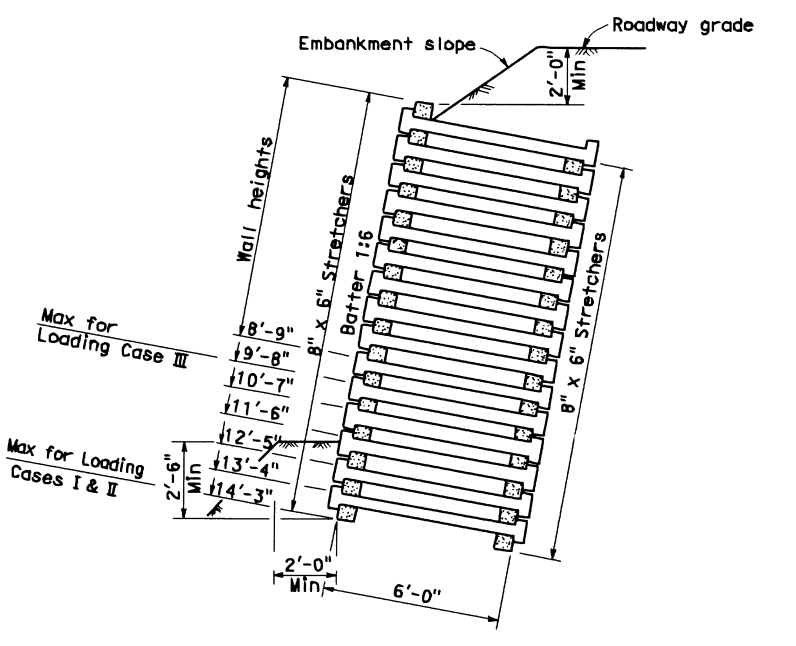 Roadway grade
Embankment slope
2'-0"
Min
Wall heights
8" x 6" Stretchers
Batter 1:6
8" x 6" Stretchers
Max for
Loading Case III
8'-9"
9'-8"
10'-7"
11'-6"
12'-5"
13'-4"
14'-3"
Max for Loading
Cases I & II
2'-6"
Min
2'-0"
Min
6'-0"